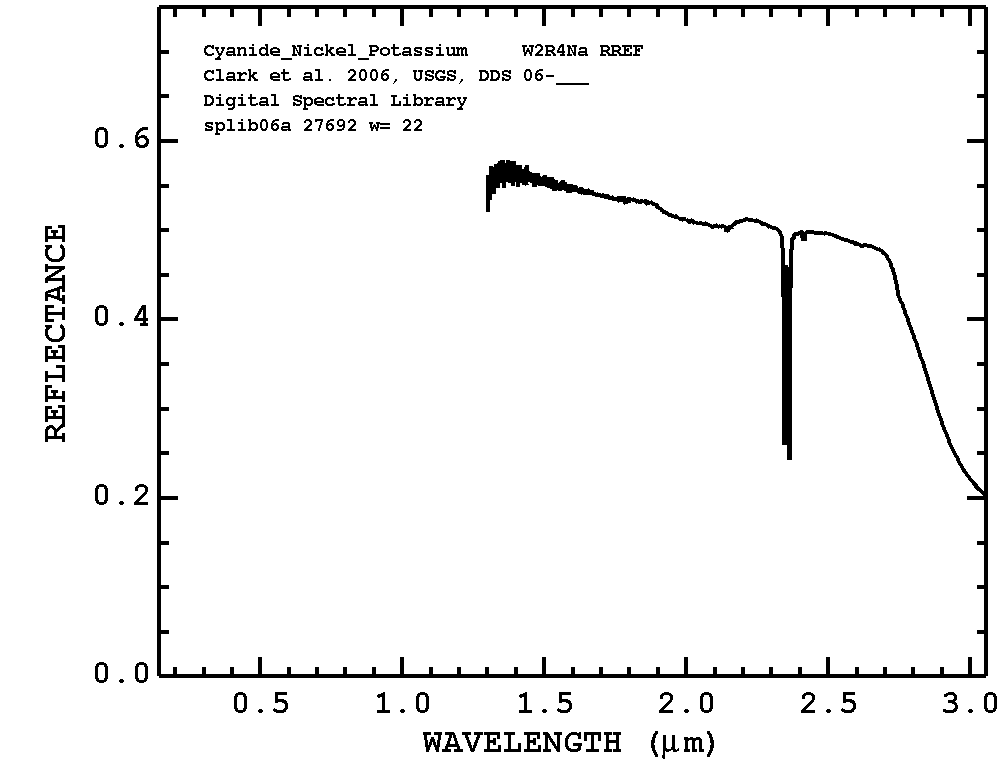 Cyanide_Nickel_Potassium W2R4Na RREF
Clark et al. 2006, USGS, DDS 06-___
Digital Spectral Library
splib06a 27692 w= 22
0.6
0.4
0.2
0.0
REFLECTANCE
0.5 1.0 1.5 2.0 2.5 3.0
WAVELENGTH (μm)